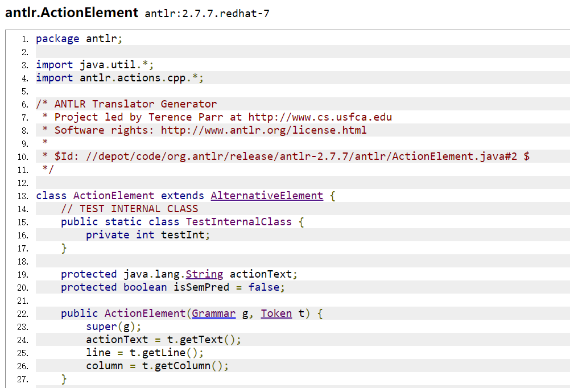 antlr.ActionElement antlr:2.7.7.redhat-7
1. package antlr;
2.
3. import java.util.*;
4. import antlr.actions.cpp.*;
5.
6. /* ANTLR Translator Generator
7. * Project led by Terence Parr at http://www.cs.usfca.edu
8. * Software rights: http://www.antlr.org/license.html
9. *
10. * $Id: //depot/code/org.antlr/release/antlr-2.7.7/antlr/ActionElement.java#2 $
11. */
12.
13. class ActionElement extends AlternativeElement {
14. // TEST INTERNAL CLASS
15. public static class TestInternalClass {
16. private int testInt;
17. }
18.
19. protected java.lang.String actionText;
20. protected boolean isSemPred = false;
21.
22. public ActionElement(Grammar g, Token t) {
23. super(g);
24. actionText = t.getText();
25. line = t.getLine();
26. column = t.getColumn();
27. }